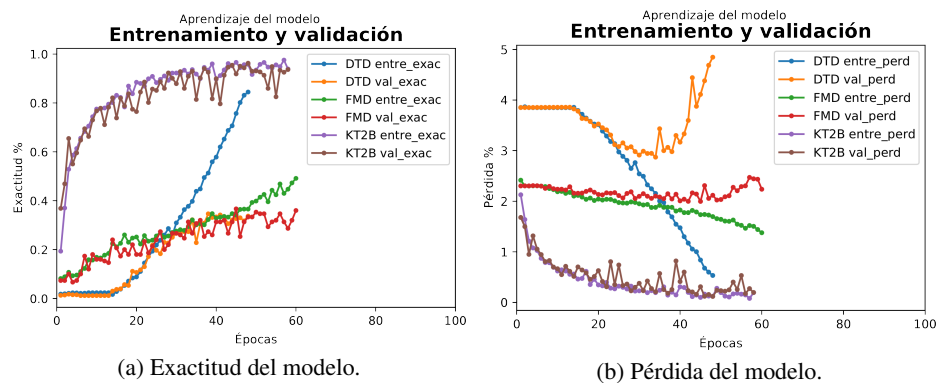 Aprendizaje del modelo
Entrenamiento y validación
Exactitud %
1.0
0.8
0.6
0.4
0.2
0.0
DTD entre_exac
DTD val_exac
FMD entre_exac
FMD val_exac
KT2B entre_exac
KT2B val_exac
0 20 40 60 80 100
Épocas
(a) Exactitud del modelo.
Aprendizaje del modelo
Entrenamiento y validación
Pérdida %
5
4
3
2
1
0
DTD entre_perd
DTD val_perd
FMD entre_perd
FMD val_perd
KT2B entre_perd
KT2B val_perd
0 20 40 60 80 100
Épocas
(b) Pérdida del modelo.